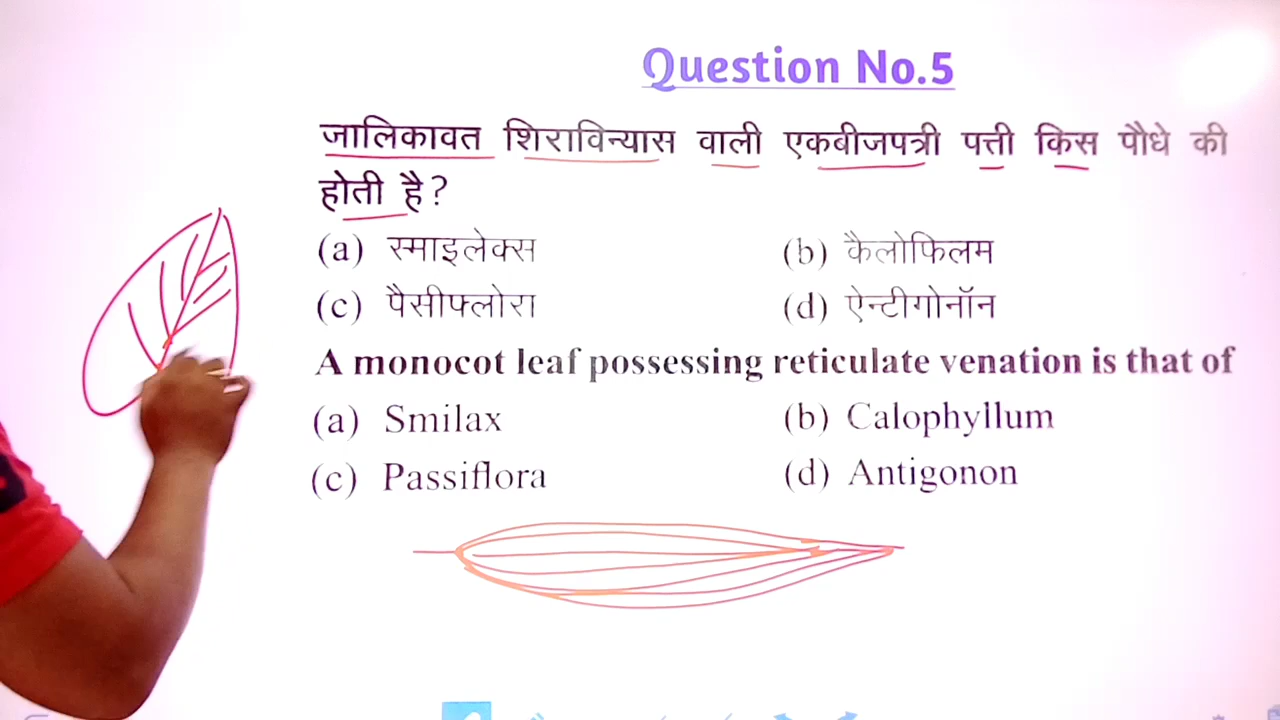 Question No.5
जालिकावत शिराविन्यास वाली एकबीजपत्री पत्ती किस पौधे की
होती है?
(a) स्माइलेक्स (b) कैलोफिलम
(c) पैसीफ्लोरा (d) ऐन्टीगोनॉन
A monocot leaf possessing reticulate venation is that of
(a) Smilax (b) Calophyllum
(c) Passiflora (d) Antigonon